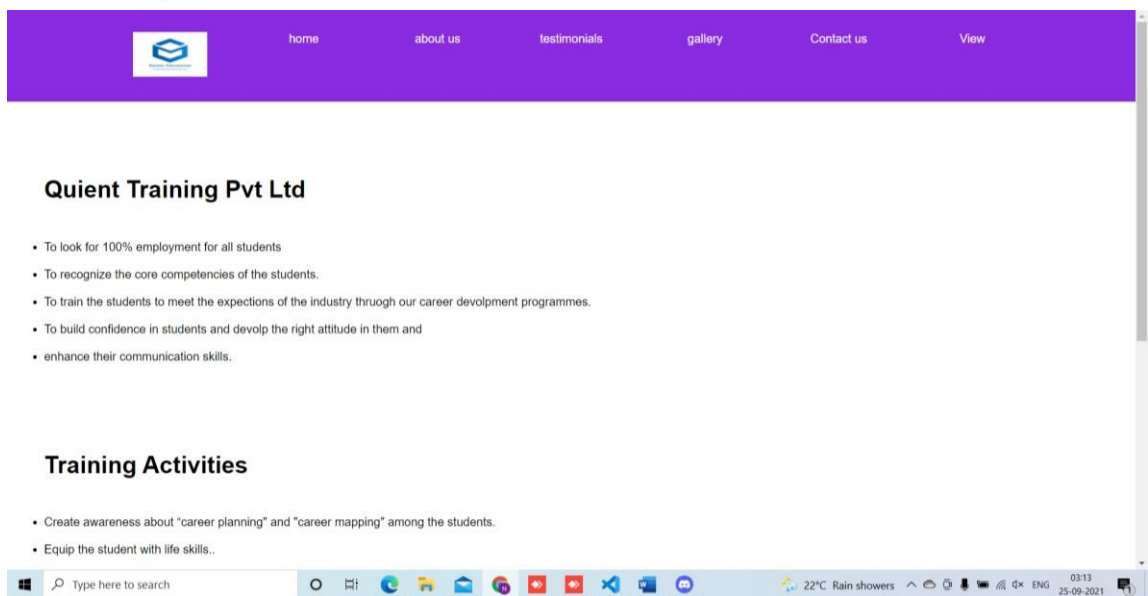 home about us testimonials gallery Contact us View
Quient Training Pvt Ltd
• To look for 100% employment for all students
• To recognize the core competencies of the students.
• To train the students to meet the expections of the industry thruogh our career devolpment programmes.
• To build confidence in students and devolp the right attitude in them and
• enhance their communication skills.
Training Activities
• Create awareness about “career planning” and "career mapping" among the students.
• Equip the student with life skills..
Type here to search 22°C Rain showers ENG 03:13
25-09-2021